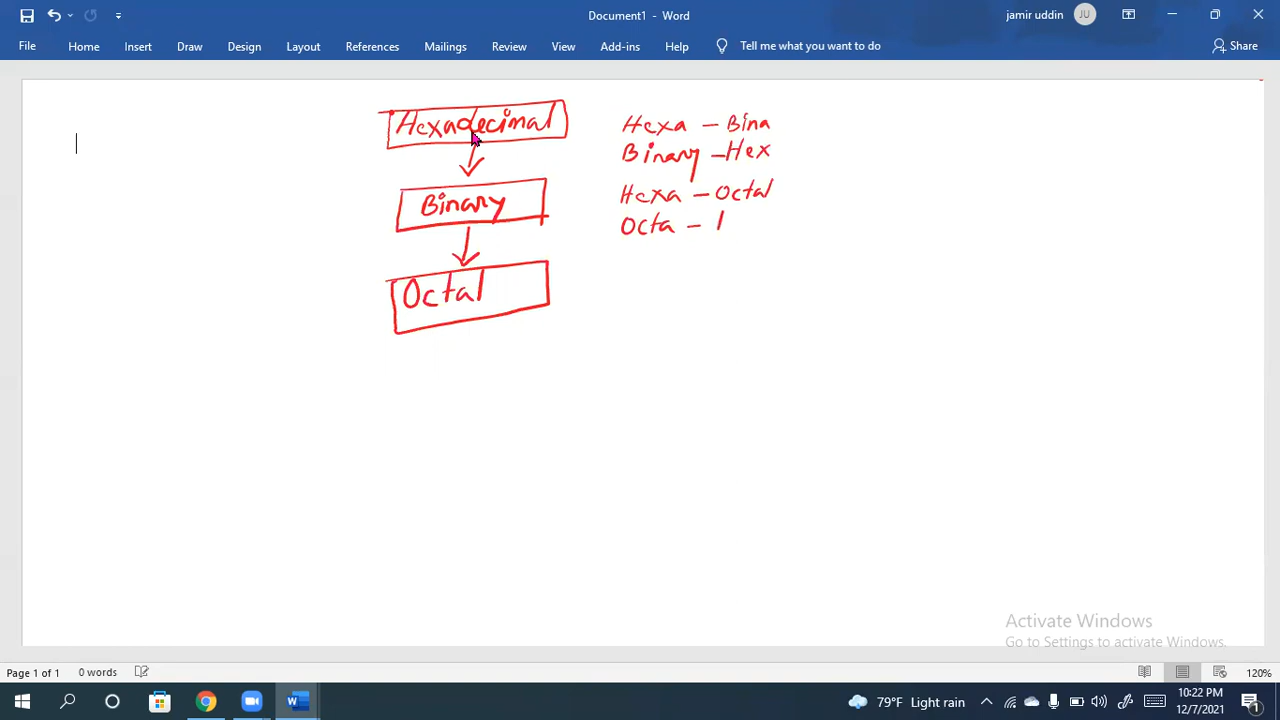 Document1 - Word
jamir uddin
JU
File Home Insert Draw Design Layout References Mailings Review View Add-ins Help Tell me what you want to do Share
Hexadecimal
Binary
Octal
Hexa - Bina
Binary - Hex
Hexa - Octal
Octa - I
Activate Windows
Go to Settings to activate Windows.
Page 1 of 1 0 words 120%
79°F Light rain
10:22 PM
12/7/2021
1